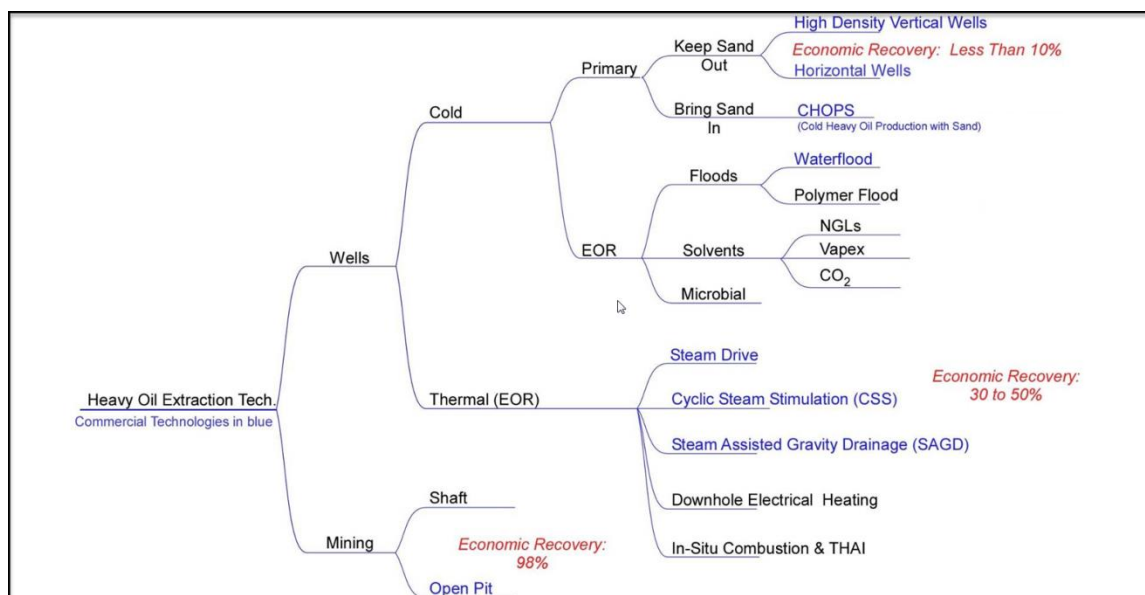 High Density Vertical Wells
Keep Sand
Out
Economic Recovery: Less Than 10%
Primary
Horizontal Wells
Cold
Bring Sand
In
CHOPS
(Cold Heavy Oil Production with Sand)
Waterflood
Floods
Polymer Flood
NGLs
EOR
Solvents
Vapex
CO₂
Wells
Microbial
Steam Drive
Economic Recovery:
30 to 50%
Heavy Oil Extraction Tech.
Commercial Technologies in blue
Thermal (EOR)
Cyclic Steam Stimulation (CSS)
Steam Assisted Gravity Drainage (SAGD)
Shaft
Downhole Electrical Heating
Mining
Economic Recovery:
98%
In-Situ Combustion & THAI
Open Pit